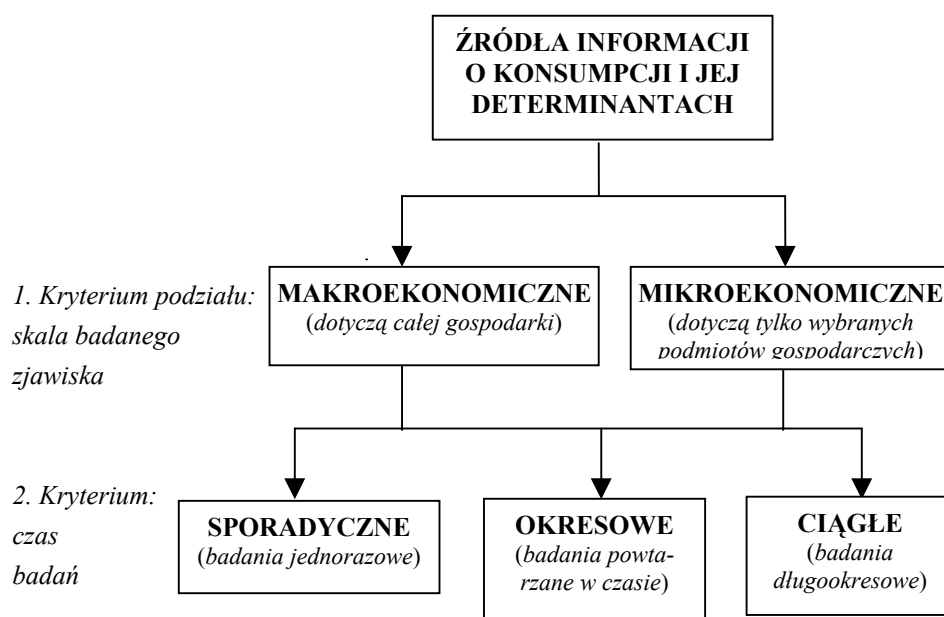 ŹRÓDŁA INFORMACJI
O KONSUMPCJI I JEJ
DETERMINANTACH
1. Kryterium podziału:
skala badanego
zjawiska
MAKROEKONOMICZNE
(dotyczą całej gospodarki)
MIKROEKONOMICZNE
(dotyczą tylko wybranych
podmiotów gospodarczych)
2. Kryterium:
czas
badań
SPORADYCZNE
(badania jednorazowe)
OKRESOWE
(badania powta-
rzane w czasie)
CIĄGŁE
(badania
długookresowe)